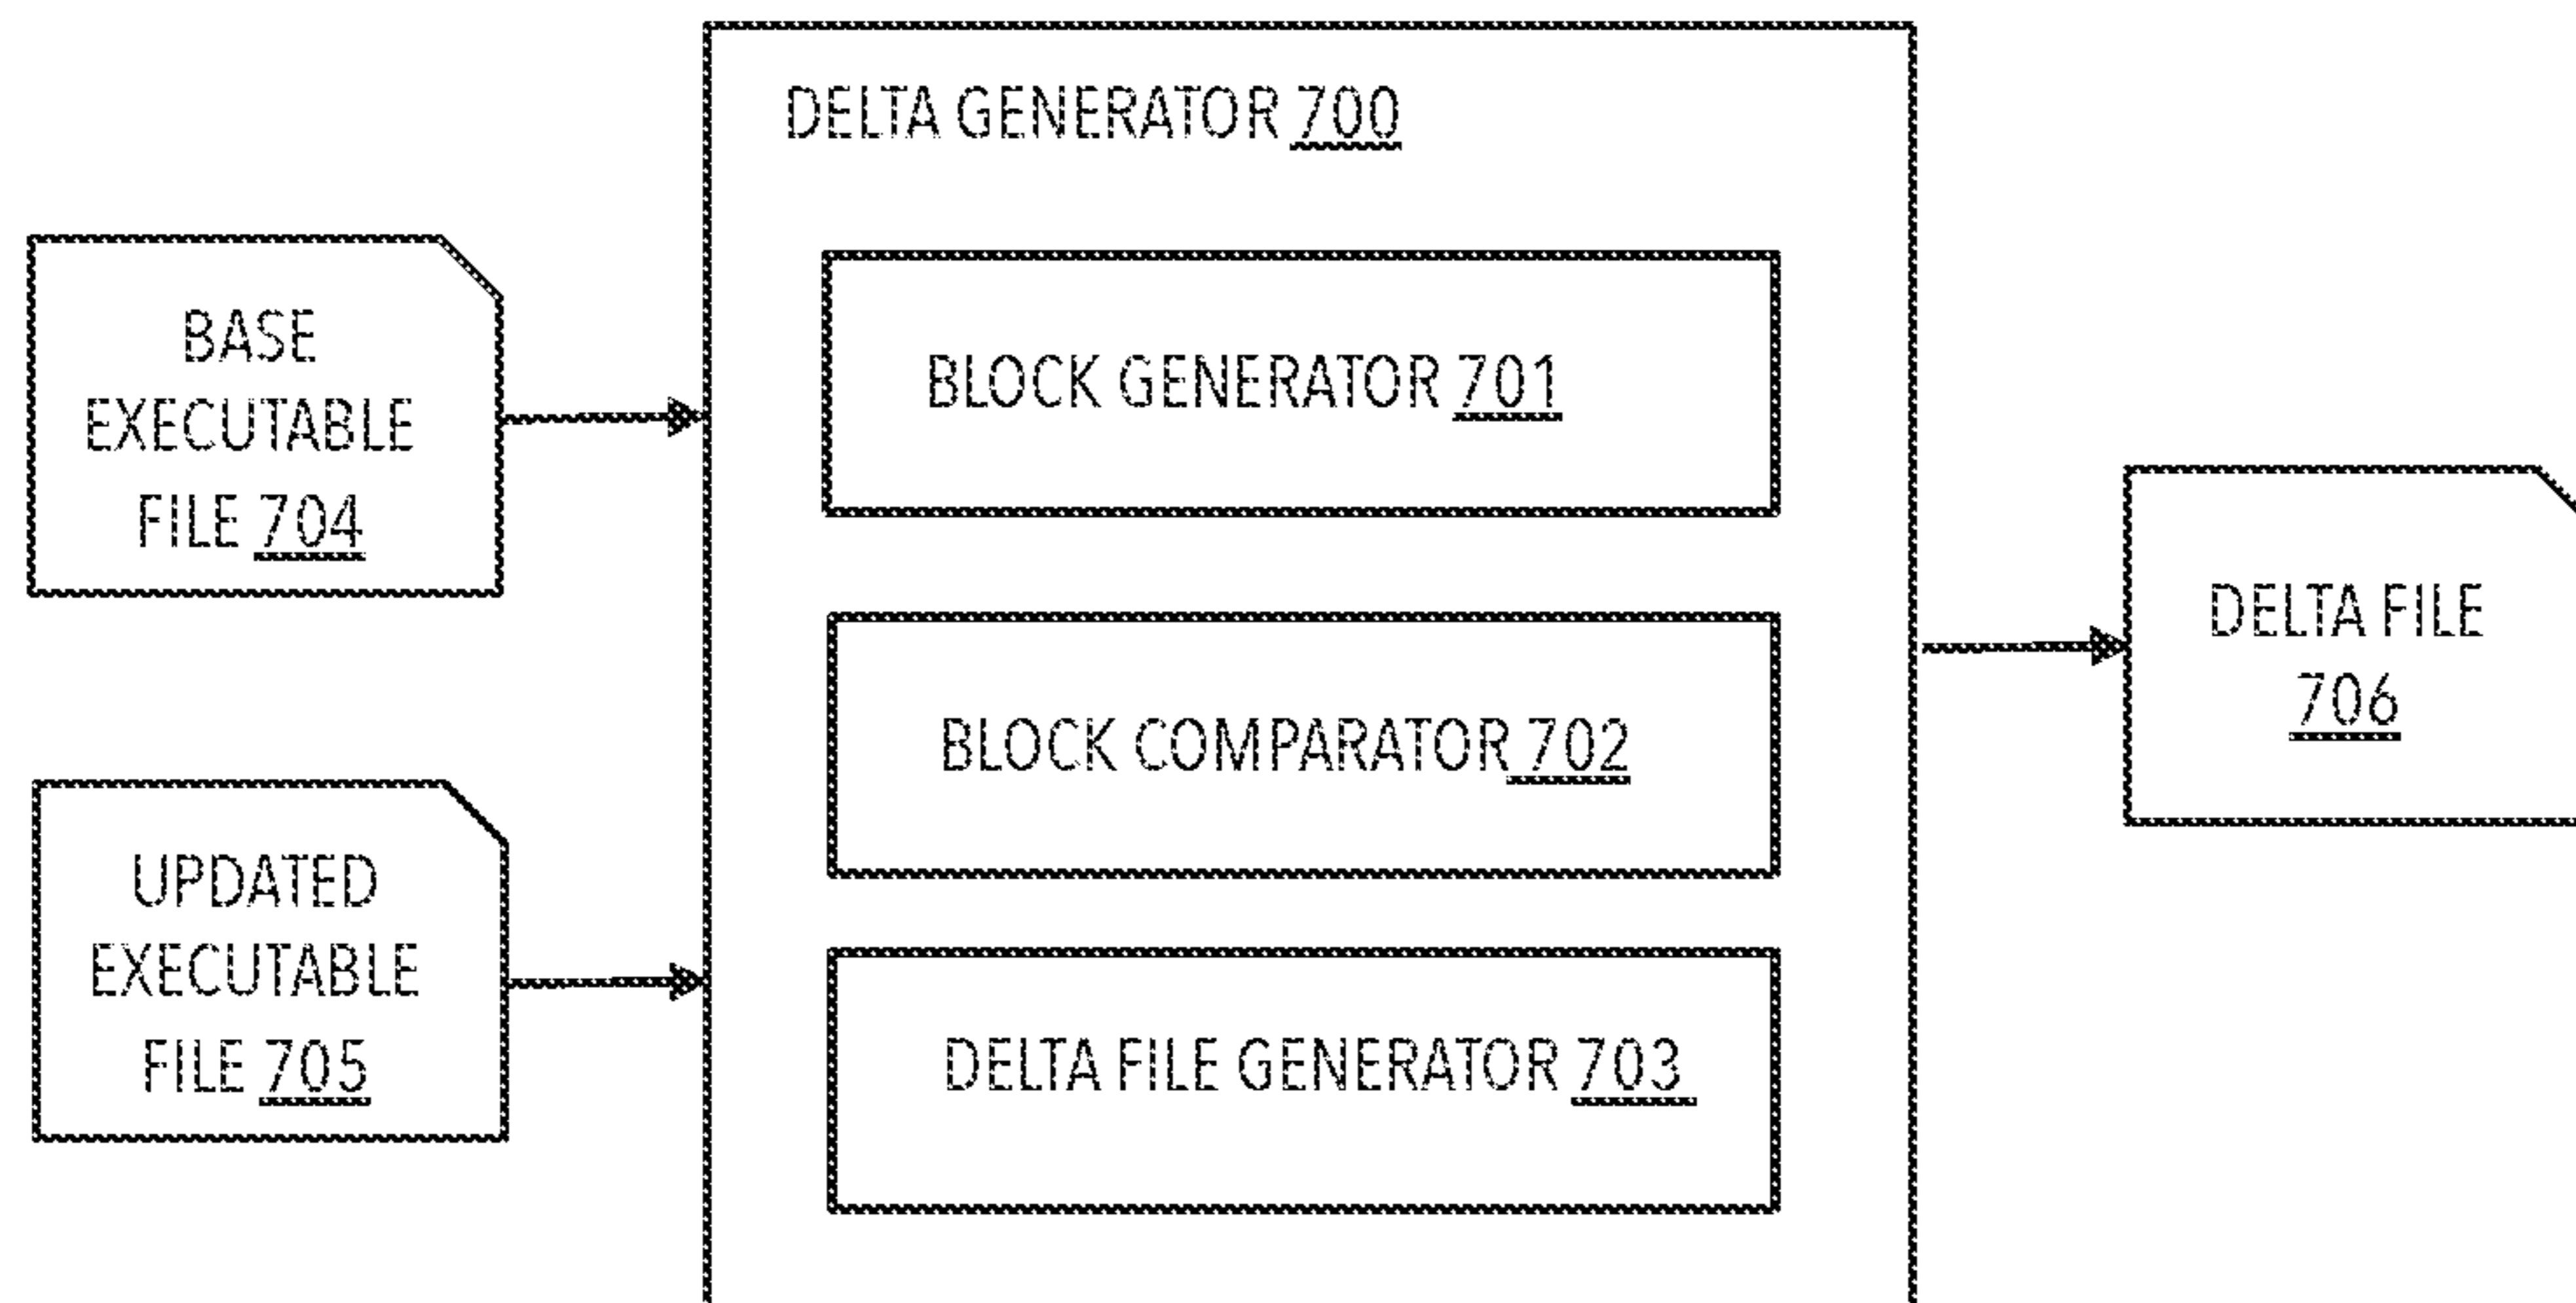 DELTA GENERATOR 700
BASE
EXECUTABLE
FILE 704
BLOCK GENERATOR 701
DELTA FILE
706
BLOCK COMPARATOR 702
UPDATED
EXECUTABLE
FILE 705
DELTA FILE GENERATOR 703